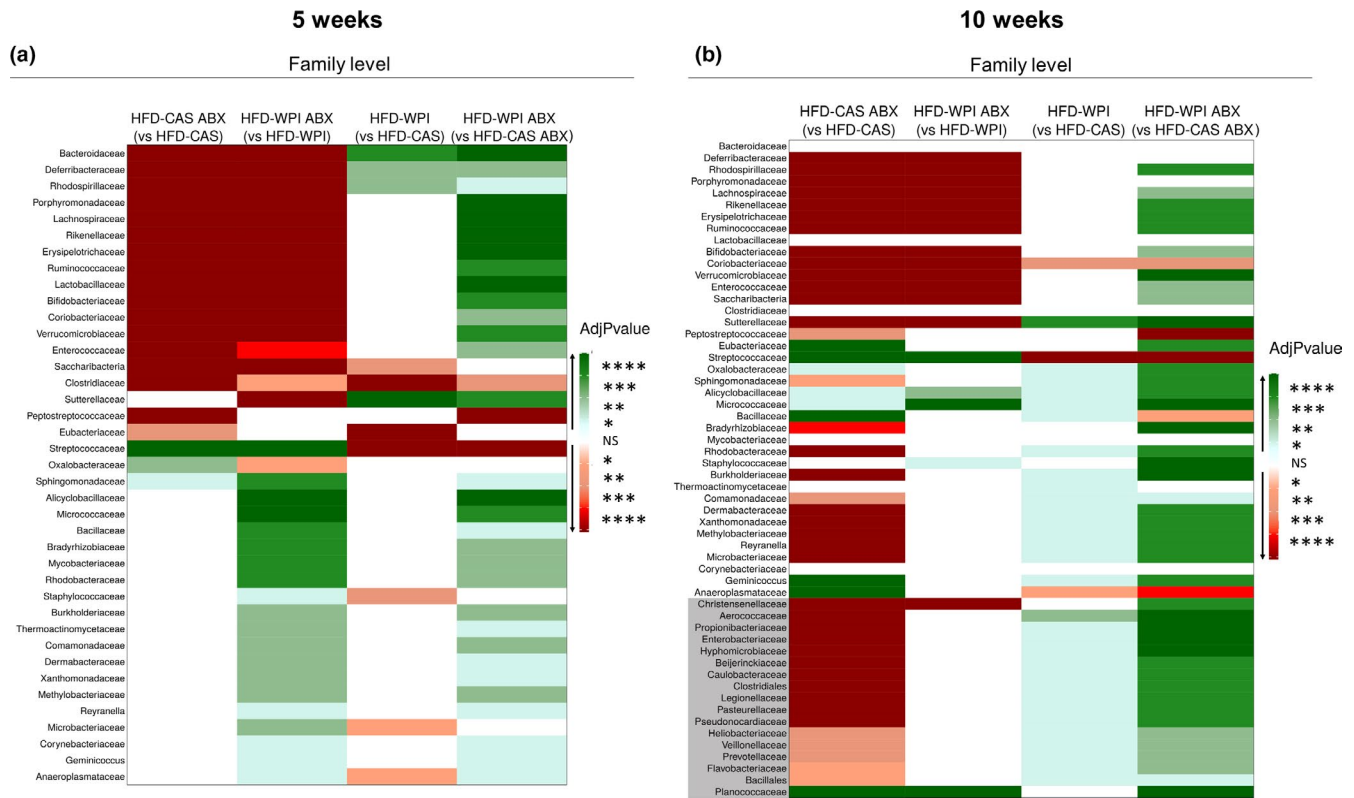 5 weeks
10 weeks
(a)
Family level
HFD-CAS ABX
(vs HFD-CAS)
HFD-WPI ABX
(vs HFD-WPI)
HFD-WPI
(vs HFD-CAS)
HFD-WPI ABX
(vs HFD-CAS ABX)
Bacteroidaceae
Deferribacteraceae
Rhodospirillaceae
Porphyromonadaceae
Lachnospiraceae
Rikenellaceae
Erysipelotrichaceae
Ruminococcaceae
Lactobacillaceae
Bifidobacteriaceae
Coriobacteriaceae
Verrucomicrobiaceae
Enterococcaceae
Saccharibacteria
Clostridiaceae
Sutterellaceae
Peptostreptococcaceae
Eubacteriaceae
Streptococcaceae
Oxalobacteraceae
Sphingomonadaceae
Alicyclobacillaceae
Micrococcaceae
Bacillaceae
Bradyrhizobiaceae
Mycobacteriaceae
Rhodobacteraceae
Staphylococcaceae
Burkholderiaceae
Thermoactinomycetaceae
Comamonadaceae
Dermabacteraceae
Xanthomonadaceae
Methylobacteriaceae
Reyranella
Microbacteriaceae
Corynebacteriaceae
Geminicoccus
Anaeroplasmataceae
AdjPvalue
****
***
**
*
NS
*
**
***
****
(b)
Family level
HFD-CAS ABX
(vs HFD-CAS)
HFD-WPI ABX
(vs HFD-WPI)
HFD-WPI
(vs HFD-CAS)
HFD-WPI ABX
(vs HFD-CAS ABX)
Bacteroidaceae
Deferribacteraceae
Rhodospirillaceae
Porphyromonadaceae
Lachnospiraceae
Rikenellaceae
Erysipelotrichaceae
Ruminococcaceae
Lactobacillaceae
Bifidobacteriaceae
Coriobacteriaceae
Verrucomicrobiaceae
Enterococcaceae
Saccharibacteria
Clostridiaceae
Sutterellaceae
Peptostreptococcaceae
Eubacteriaceae
Streptococcaceae
Oxalobacteraceae
Sphingomonadaceae
Alicyclobacillaceae
Micrococcaceae
Bacillaceae
Bradyrhizobiaceae
Mycobacteriaceae
Rhodobacteraceae
Staphylococcaceae
Burkholderiaceae
Thermoactinomycetaceae
Comamonadaceae
Dermabacteraceae
Xanthomonadaceae
Methylobacteriaceae
Reyranella
Microbacteriaceae
Corynebacteriaceae
Geminicoccus
Anaeroplasmataceae
Christensenellaceae
Aerococcaceae
Propionibacteriaceae
Enterobacteriaceae
Hyphomicrobiaceae
Beijerinckiaceae
Caulobacteraceae
Clostridiales
Legionellaceae
Pasteurellaceae
Pseudonocardiaceae
Heliobacteriaceae
Veillonellaceae
Prevotellaceae
Flavobacteriaceae
Bacillales
Planococcaceae
AdjPvalue
****
***
**
*
NS
*
**
***
****